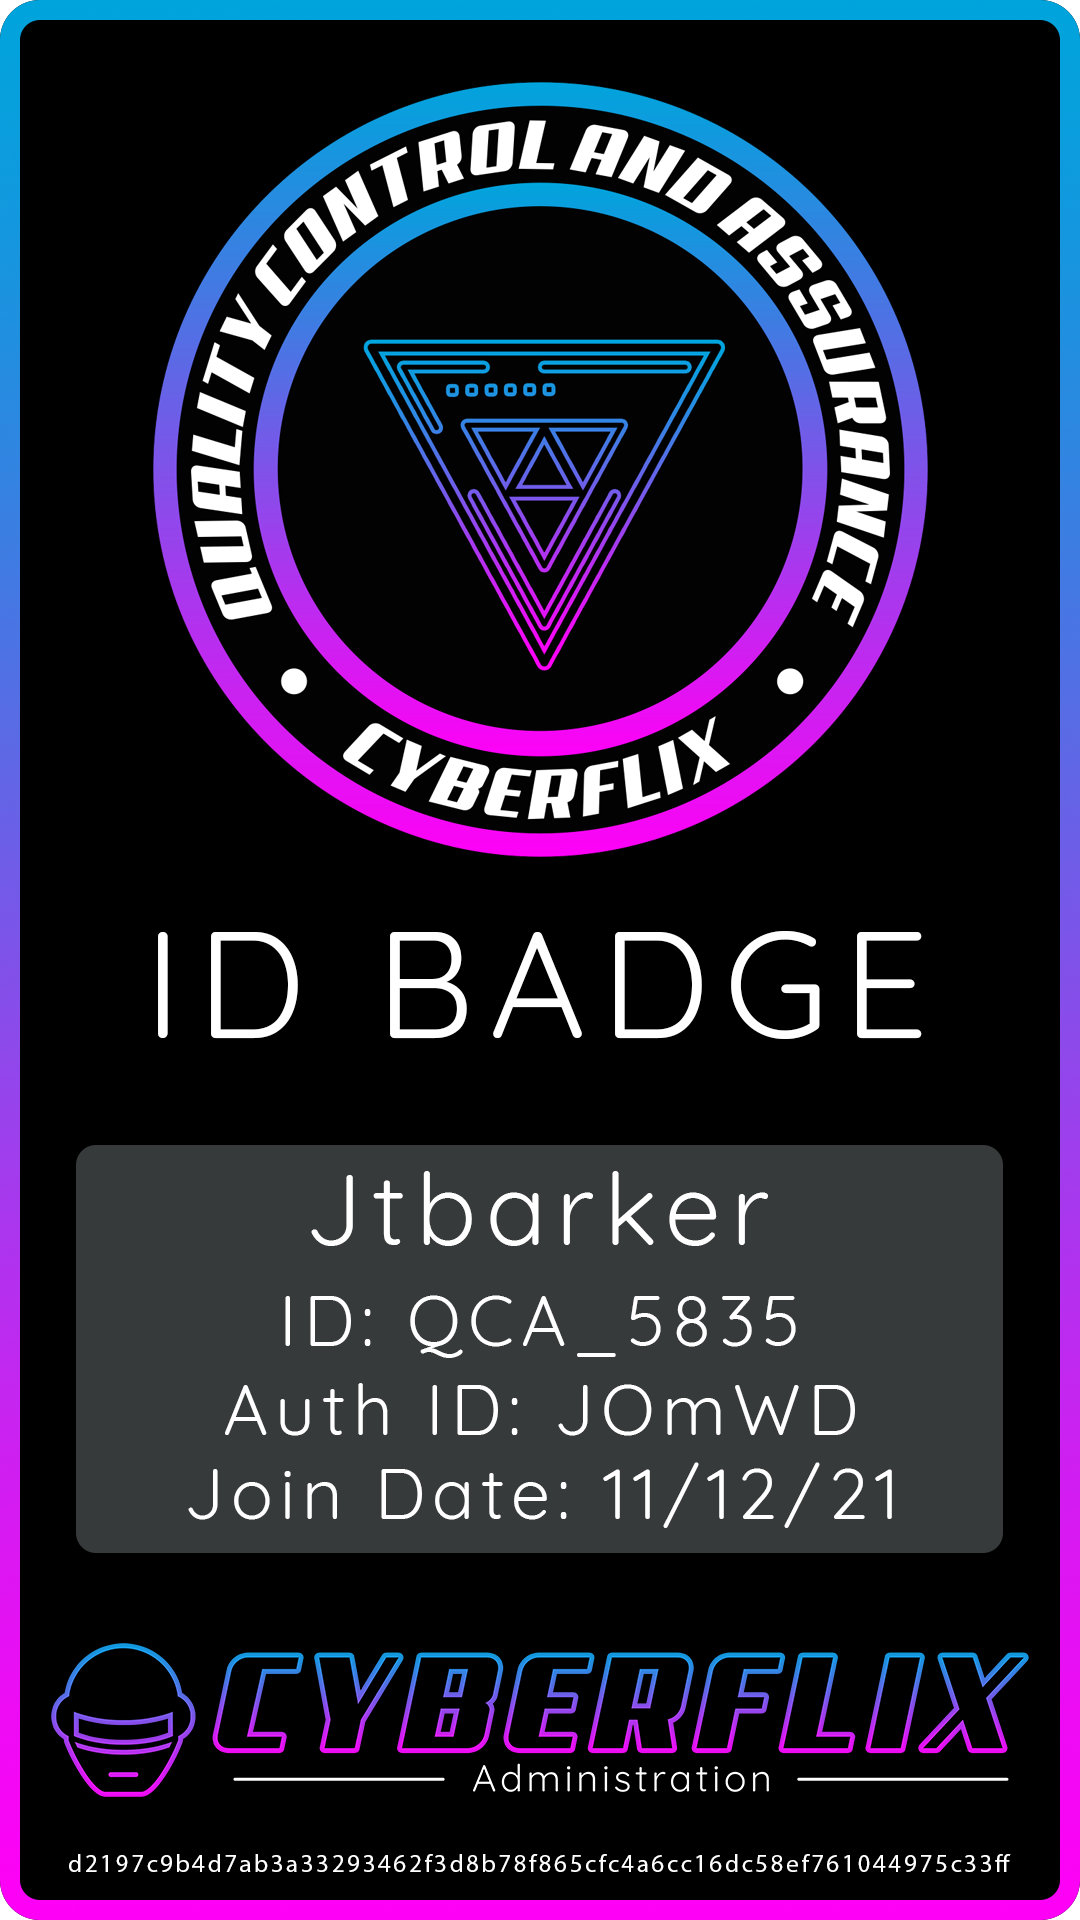 QUALITY CONTROL AND ASSURANCE
CYBERFLIX
ID BADGE
Jtbarker
ID: QCA_5835
Auth ID: JOmWD
Join Date: 11/12/21
CYBERFLIX
Administration
d2197c9b4d7ab3a33293462f3d8b78f865cfc4a6cc16dc58ef761044975c33ff